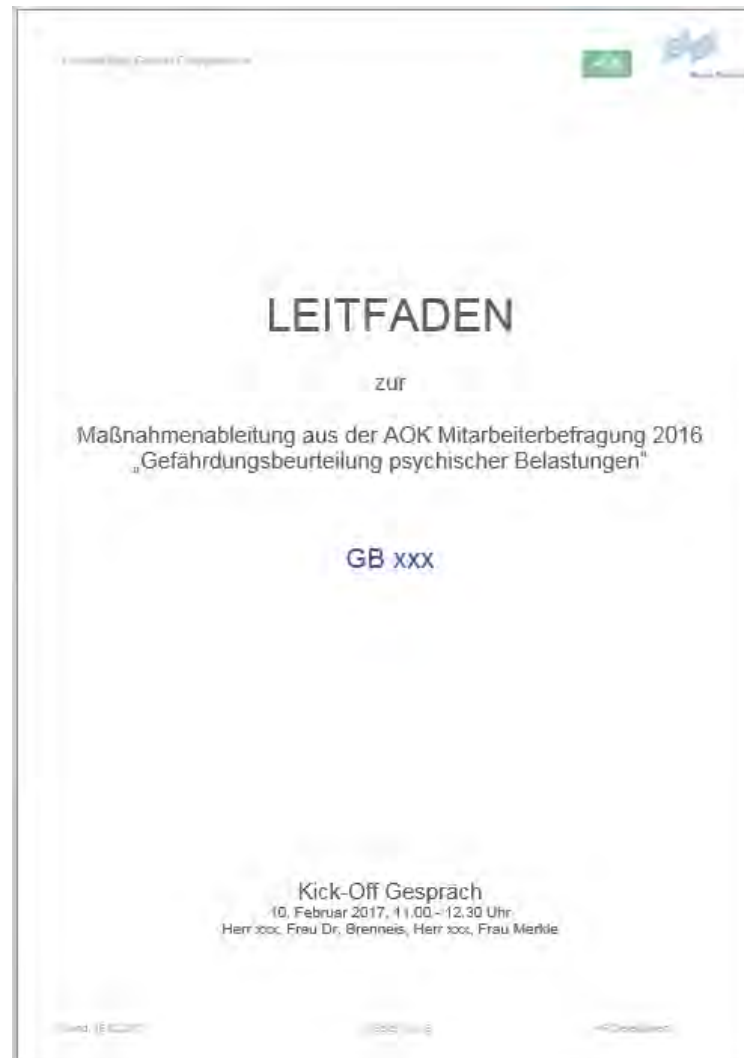 AOK
LEITFADEN
zur
Maßnahmenableitung aus der AOK Mitarbeiterbefragung 2016
„Gefährdungsbeurteilung psychischer Belastungen“
GB xxx
Kick-Off Gespräch
10. Februar 2017, 11.00 - 12.30 Uhr
Herr xxx, Frau Dr. Brenneis, Herr xxx, Frau Merkle